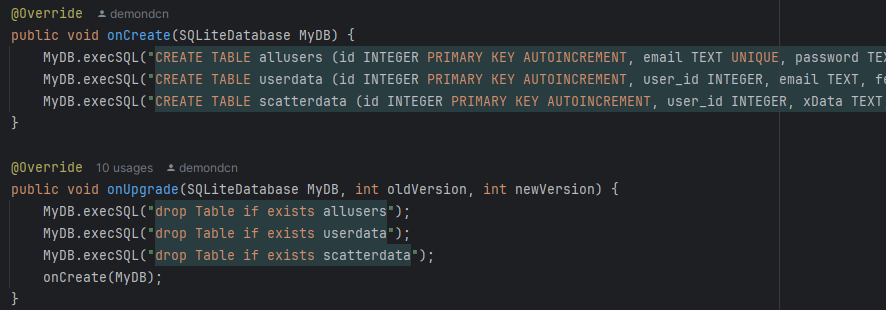 @Override demondcn
public void onCreate(SQLiteDatabase MyDB) {
MyDB.execSQL("CREATE TABLE allusers (id INTEGER PRIMARY KEY AUTOINCREMENT, email TEXT UNIQUE, password TEX
MyDB.execSQL("CREATE TABLE userdata (id INTEGER PRIMARY KEY AUTOINCREMENT, user_id INTEGER, email TEXT, fe
MyDB.execSQL("CREATE TABLE scatterdata (id INTEGER PRIMARY KEY AUTOINCREMENT, user_id INTEGER, xData TEXT
}
@Override 10 usages demondcn
public void onUpgrade(SQLiteDatabase MyDB, int oldVersion, int newVersion) {
MyDB.execSQL("drop Table if exists allusers");
MyDB.execSQL("drop Table if exists userdata");
MyDB.execSQL("drop Table if exists scatterdata");
onCreate(MyDB);
}